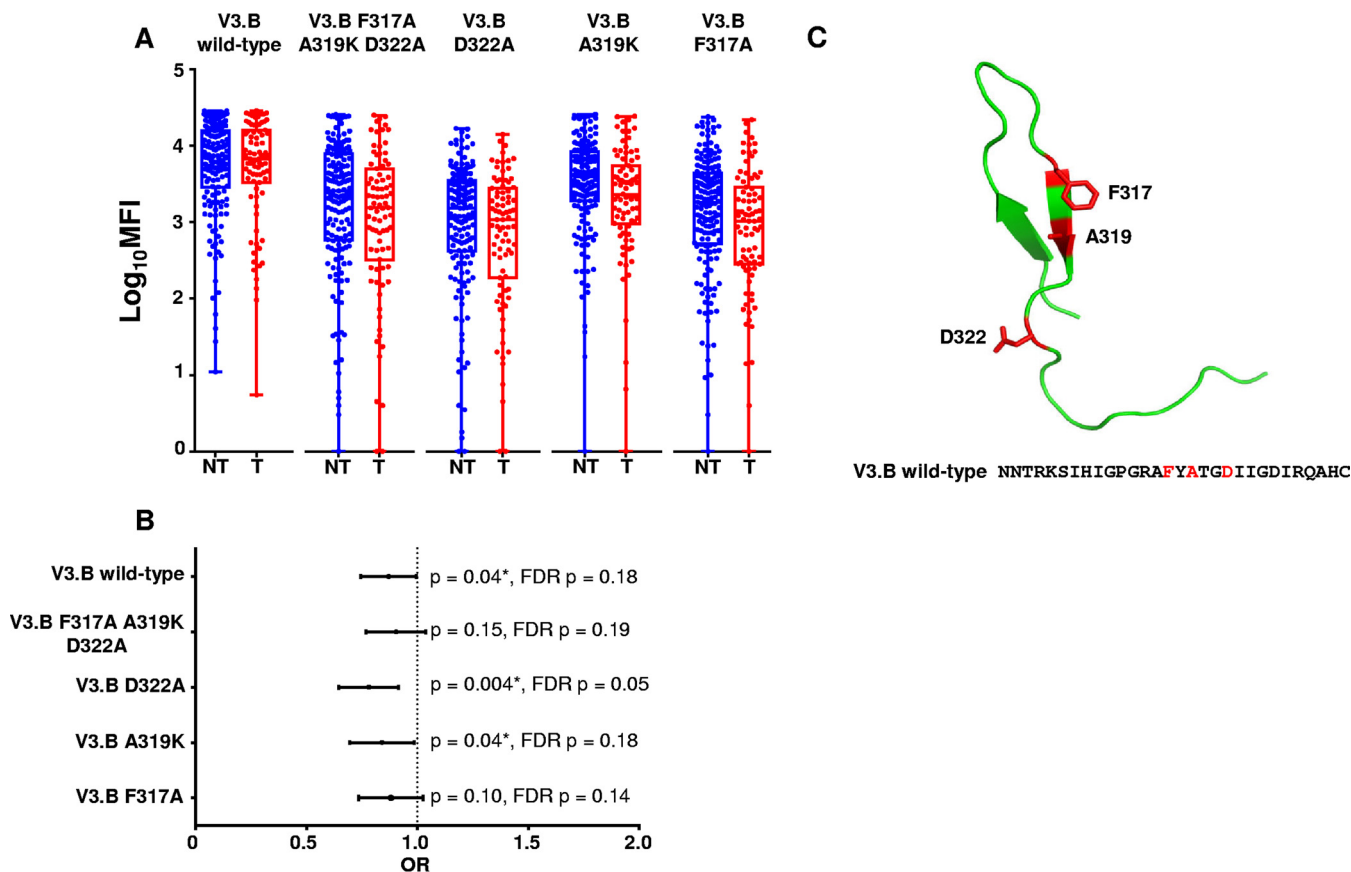 A
V3.B
wild-type
V3.B F317A
A319K D322A
V3.B
D322A
V3.B
A319K
V3.B
F317A
Log10MFI
5
4
3
2
1
0
NT T NT T NT T NT T NT T
B
V3.B wild-type p = 0.04*, FDR p = 0.18
V3.B F317A A319K
D322A
p = 0.15, FDR p = 0.19
V3.B D322A p = 0.004*, FDR p = 0.05
V3.B A319K p = 0.04*, FDR p = 0.18
V3.B F317A p = 0.10, FDR p = 0.14
0 0.5 1.0 1.5 2.0
OR
C
F317
A319
D322
V3.B wild-type NNTRKSIHIGPGRAFYATGDIIGDIRQAHC